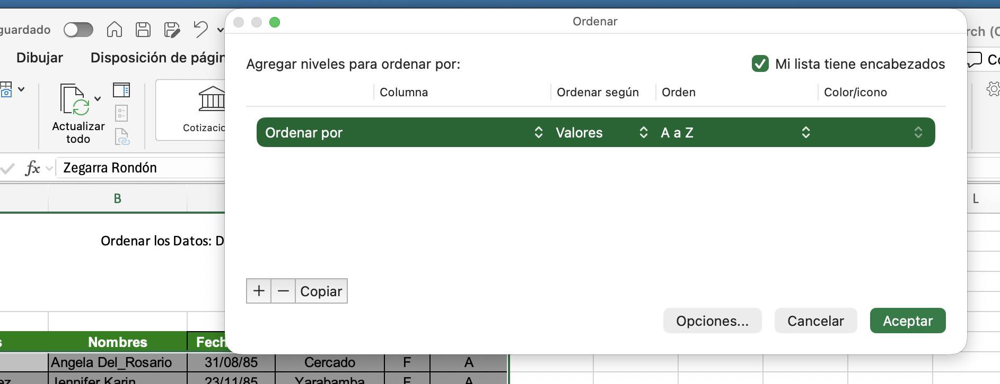 guardado
Ordenar
rch (C
Dibujar
Disposición de págin
Agregar niveles para ordenar por:
Mi lista tiene encabezados
Co
Columna
Ordenar según
Orden
Color/icono
Actualizar
todo
Cotizacio
Ordenar por
Valores
A a Z
fx
Zegarra Rondón
B
L
Ordenar los Datos: D
+
−
Copiar
Opciones...
Cancelar
Aceptar
s
Nombres
Fech
Angela Del_Rosario
31/08/85
Cercado
F
A
ez
Jennifer Karin
23/11/85
Yarabamba
F
A